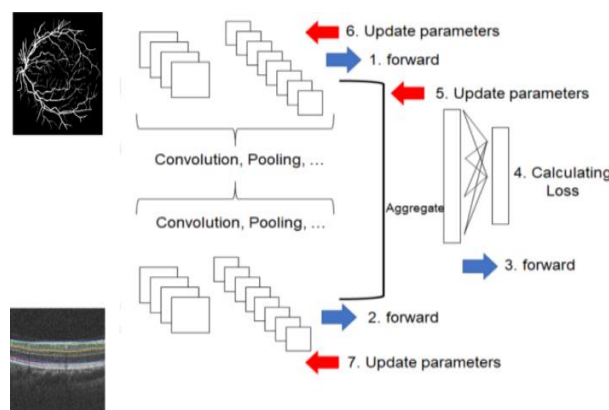 6. Update parameters
1. forward
5. Update parameters
Convolution, Pooling, ...
4. Calculating
Loss
Aggregate
Convolution, Pooling, ...
3. forward
2. forward
7. Update parameters